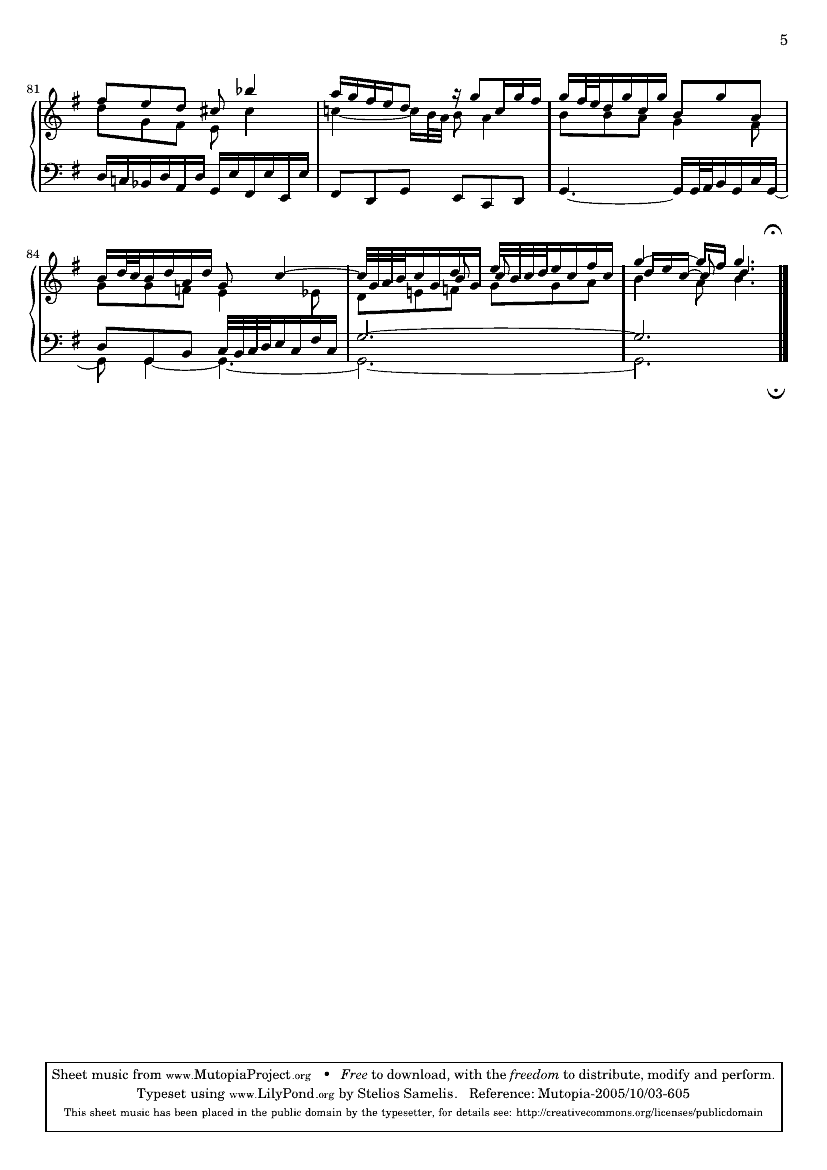 5
81
84
Sheet music from www.MutopiaProject.org • Free to download, with the freedom to distribute, modify and perform.
Typeset using www.LilyPond.org by Stelios Samelis. Reference: Mutopia-2005/10/03-605
This sheet music has been placed in the public domain by the typesetter, for details see: http://creativecommons.org/licenses/publicdomain